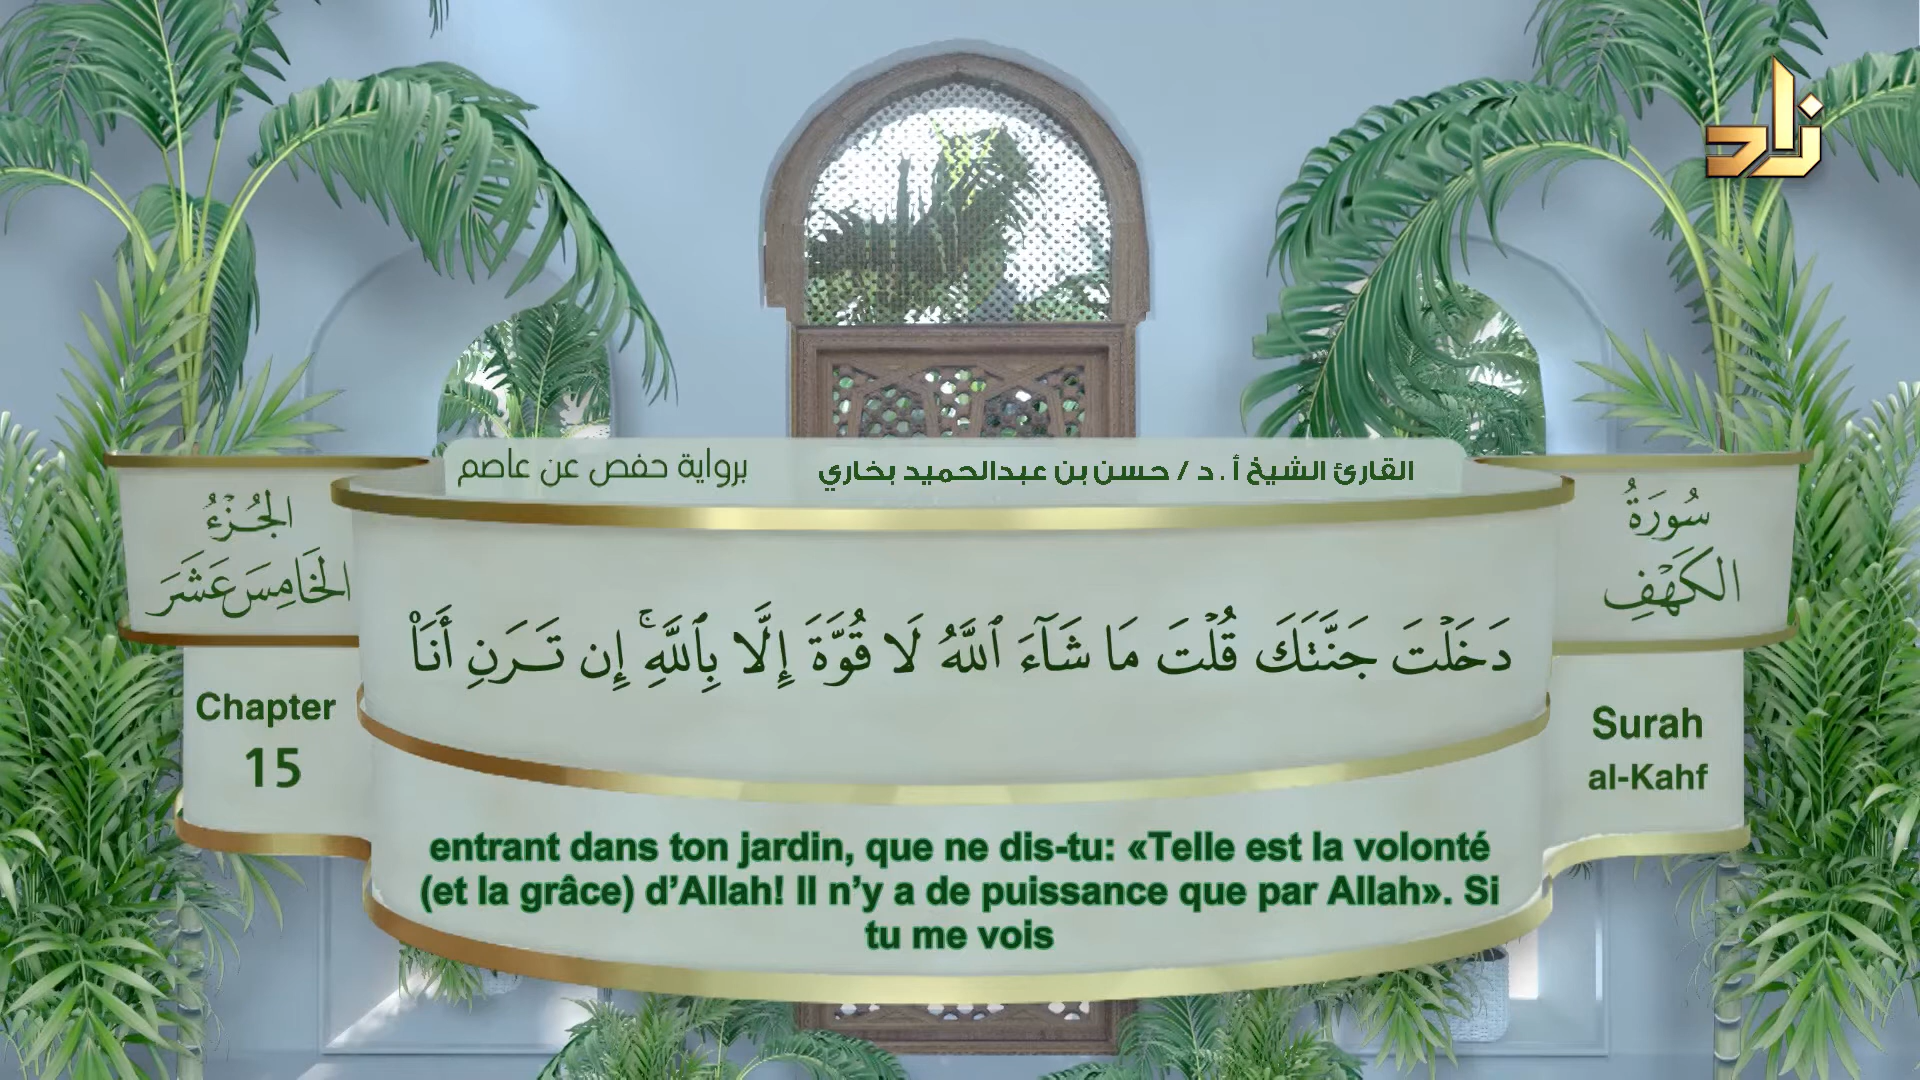 زاد
القارئ الشيخ أ . د / حسن بن عبدالحميد بخاري
برواية حفص عن عاصم
سُورَةُ
الكَهْفِ
الجُزْءُ
الخَامِسَ عَشَرَ
دَخَلْتَ جَنَّتَكَ قُلْتَ مَا شَآءَ ٱللَّهُ لَا قُوَّةَ إِلَّا بِٱللَّهِۚ إِن تَرَنِ أَنَا۠
Chapter
15
Surah
al-Kahf
entrant dans ton jardin, que ne dis-tu: «Telle est la volonté
(et la grâce) d’Allah! Il n’y a de puissance que par Allah». Si
tu me vois